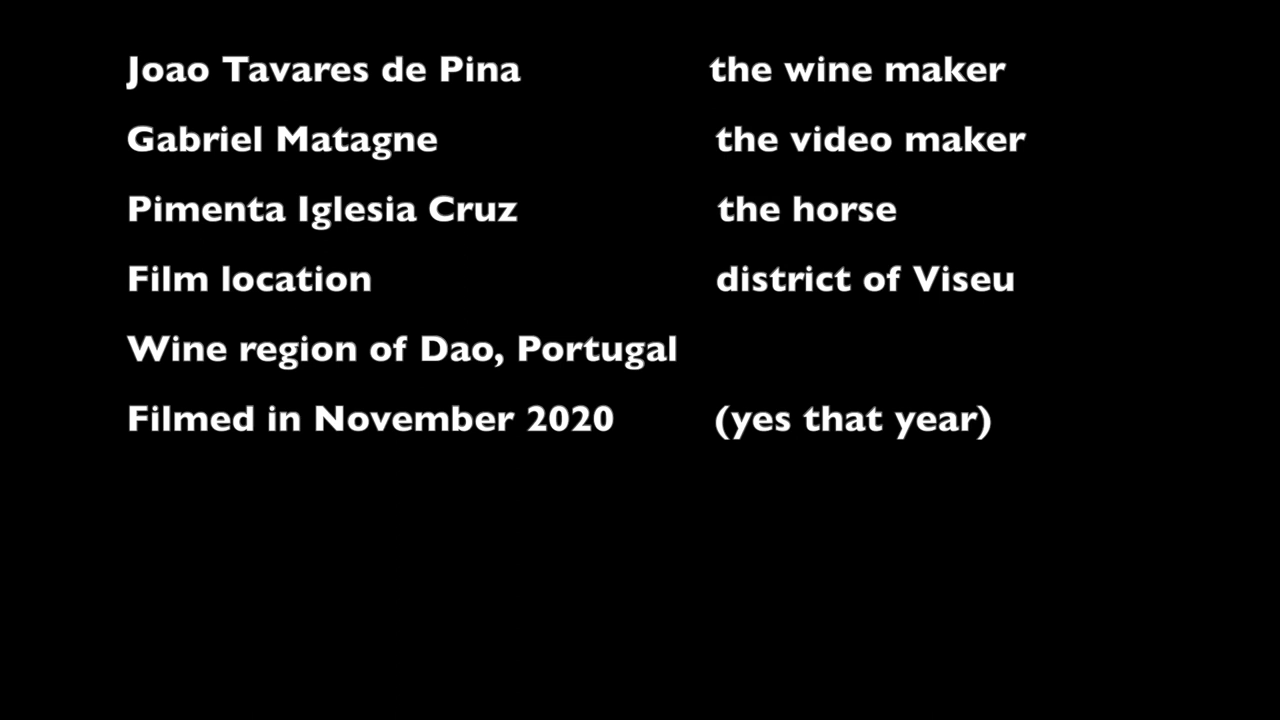 Joao Tavares de Pina the wine maker
Gabriel Matagne the video maker
Pimenta Iglesia Cruz the horse
Film location district of Viseu
Wine region of Dao, Portugal
Filmed in November 2020 (yes that year)